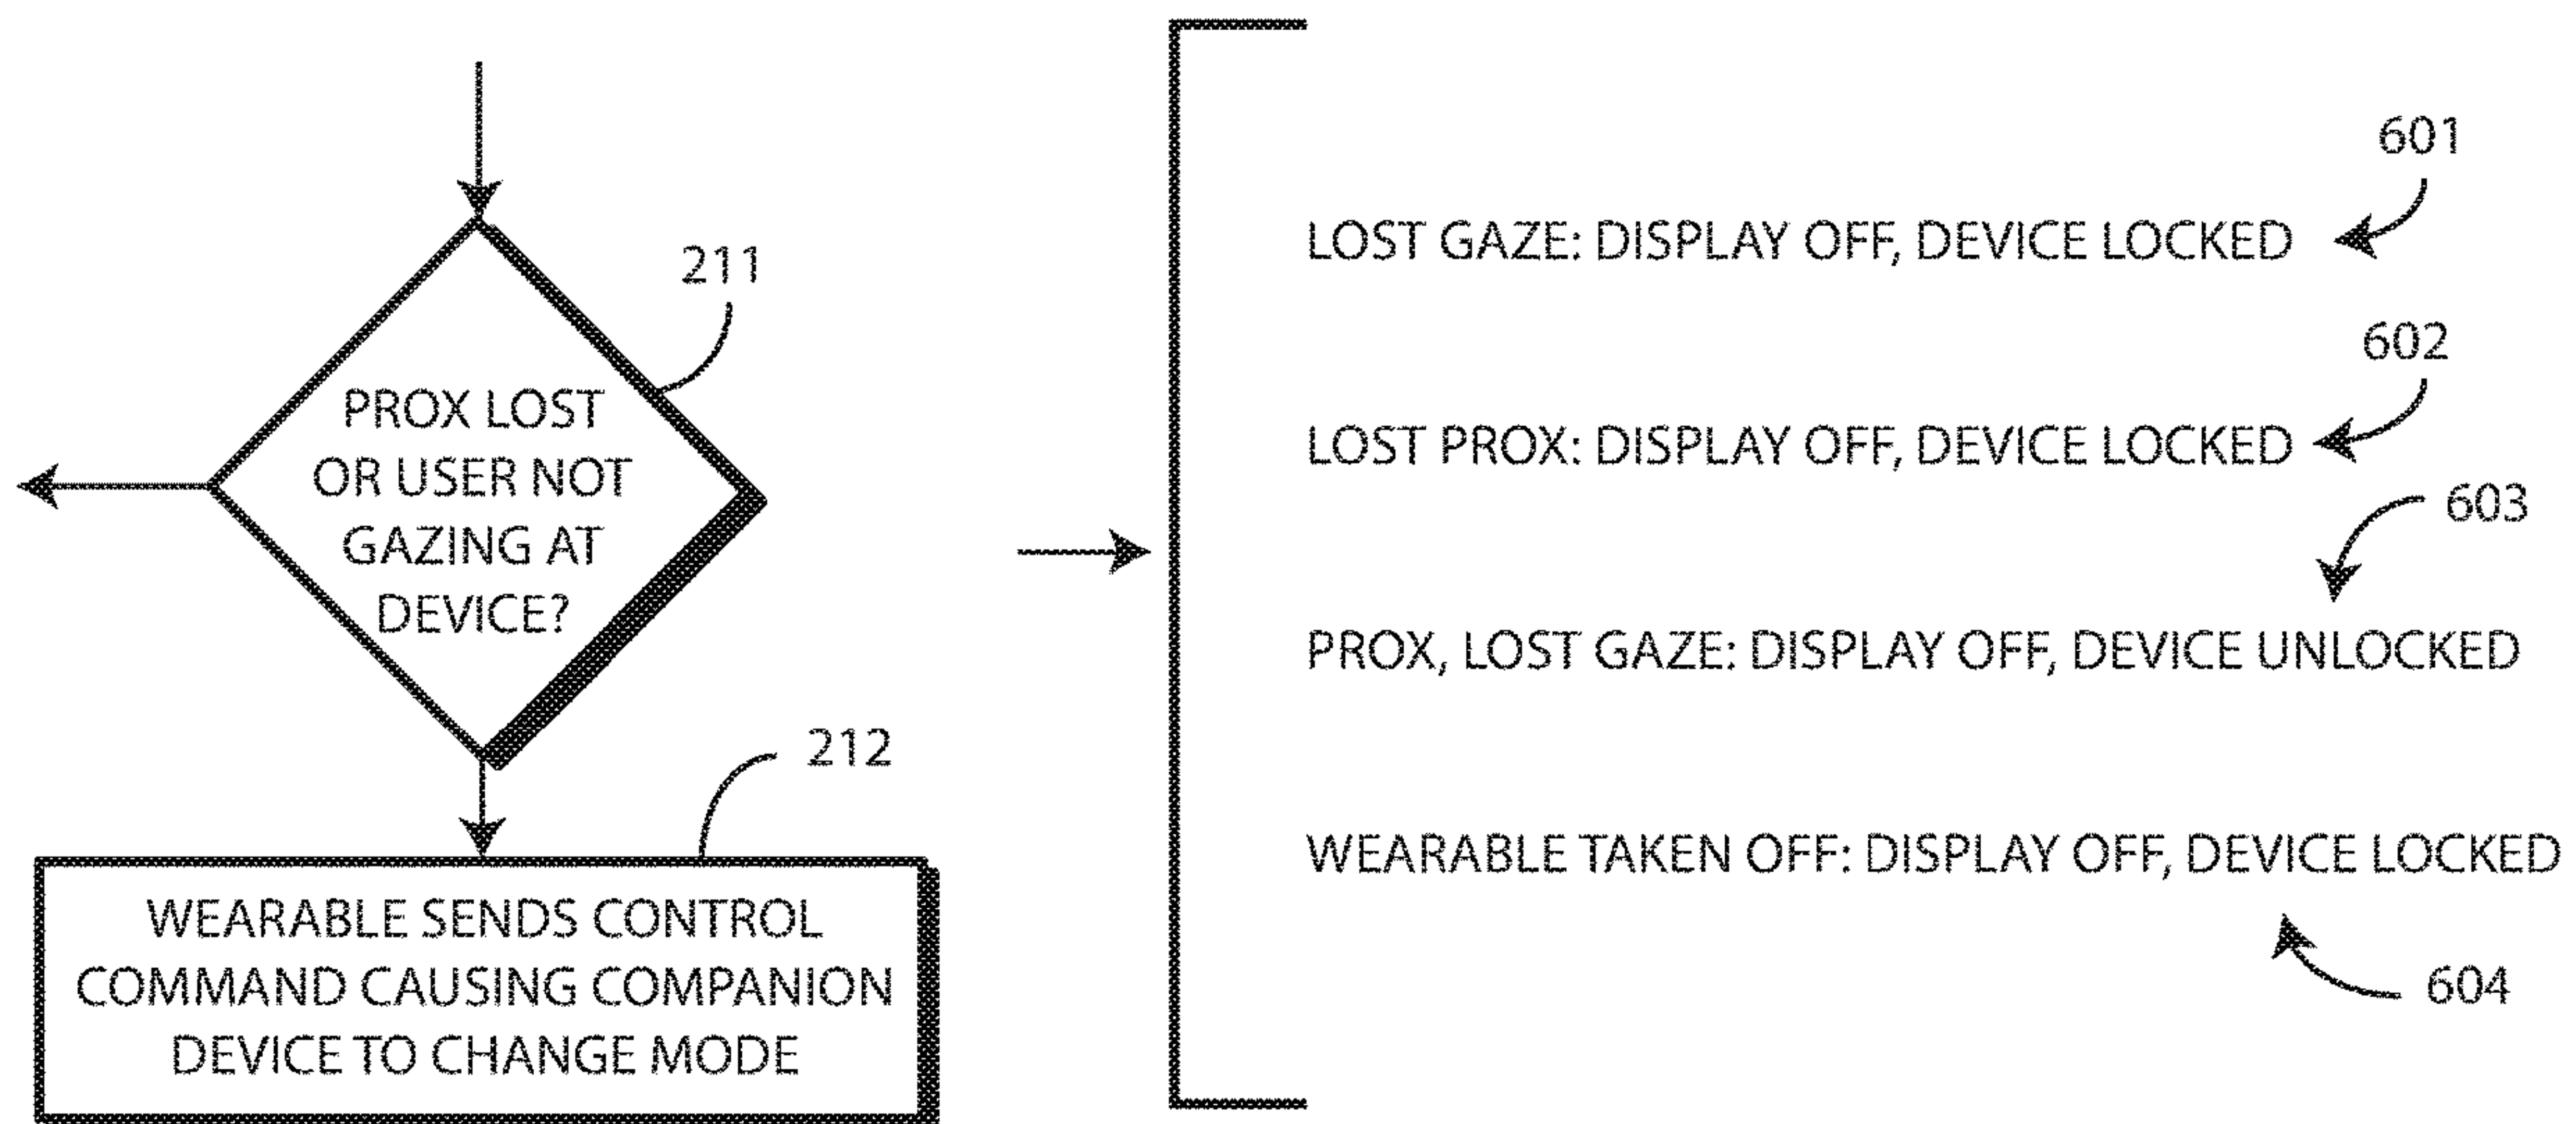 211
PROX LOST
OR USER NOT
GAZING AT
DEVICE?
212
WEARABLE SENDS CONTROL
COMMAND CAUSING COMPANION
DEVICE TO CHANGE MODE
601
LOST GAZE: DISPLAY OFF, DEVICE LOCKED
602
LOST PROX: DISPLAY OFF, DEVICE LOCKED
603
PROX, LOST GAZE: DISPLAY OFF, DEVICE UNLOCKED
WEARABLE TAKEN OFF: DISPLAY OFF, DEVICE LOCKED
604